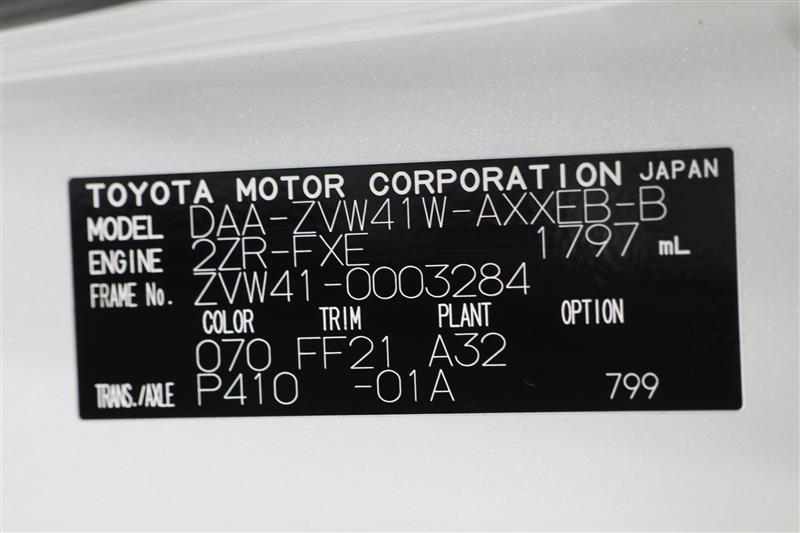 TOYOTA MOTOR CORPORATION JAPAN
MODEL DAA-ZVW41W-AXXEB-B
ENGINE 2ZR-FXE 1797 mL
FRAME No. ZVW41-0003284
COLOR TRIM PLANT OPTION
070 FF21 A32
TRANS./AXLE P410 -01A 799